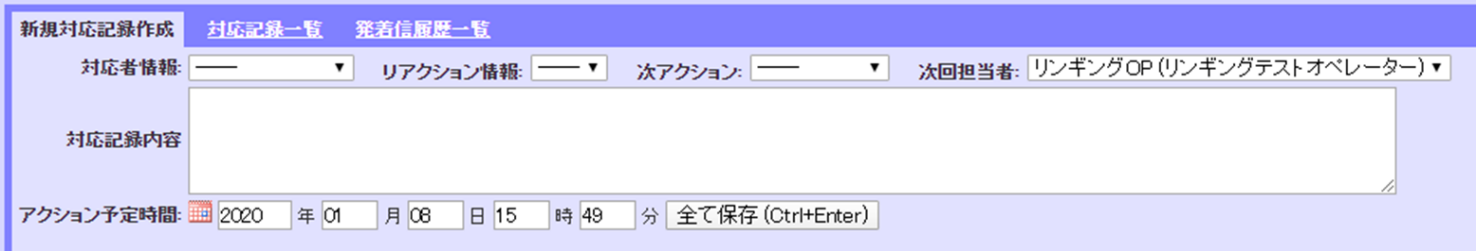 新規対応記録作成 対応記録一覧 発着信履歴一覧
対応者情報: ―― リアクション情報: ―― 次アクション: ―― 次回担当者: リンギングOP(リンギングテストオペレーター)
対応記録内容
アクション予定時間: 2020 年 01 月 08 日 15 時 49 分 全て保存(Ctrl+Enter)